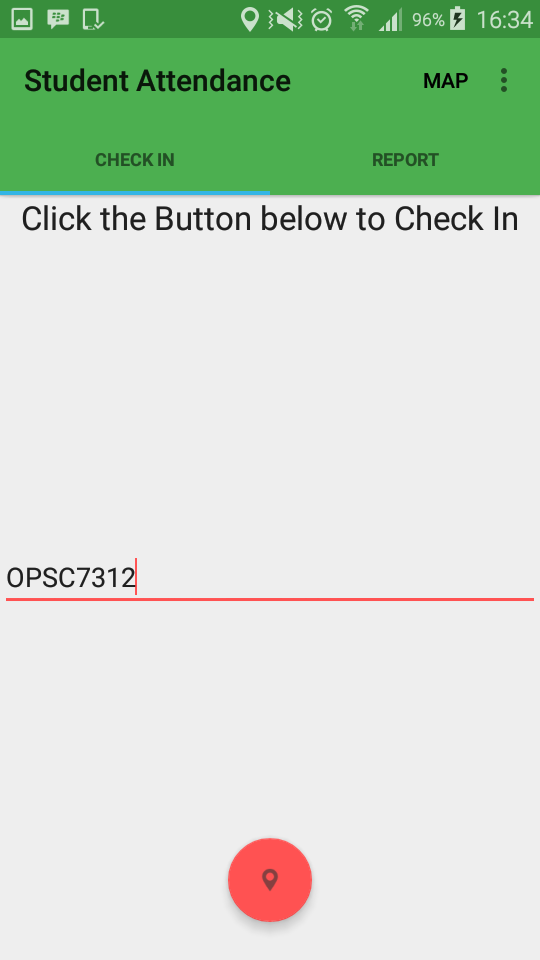 96% 16:34
Student Attendance MAP
CHECK IN REPORT
Click the Button below to Check In
OPSC7312